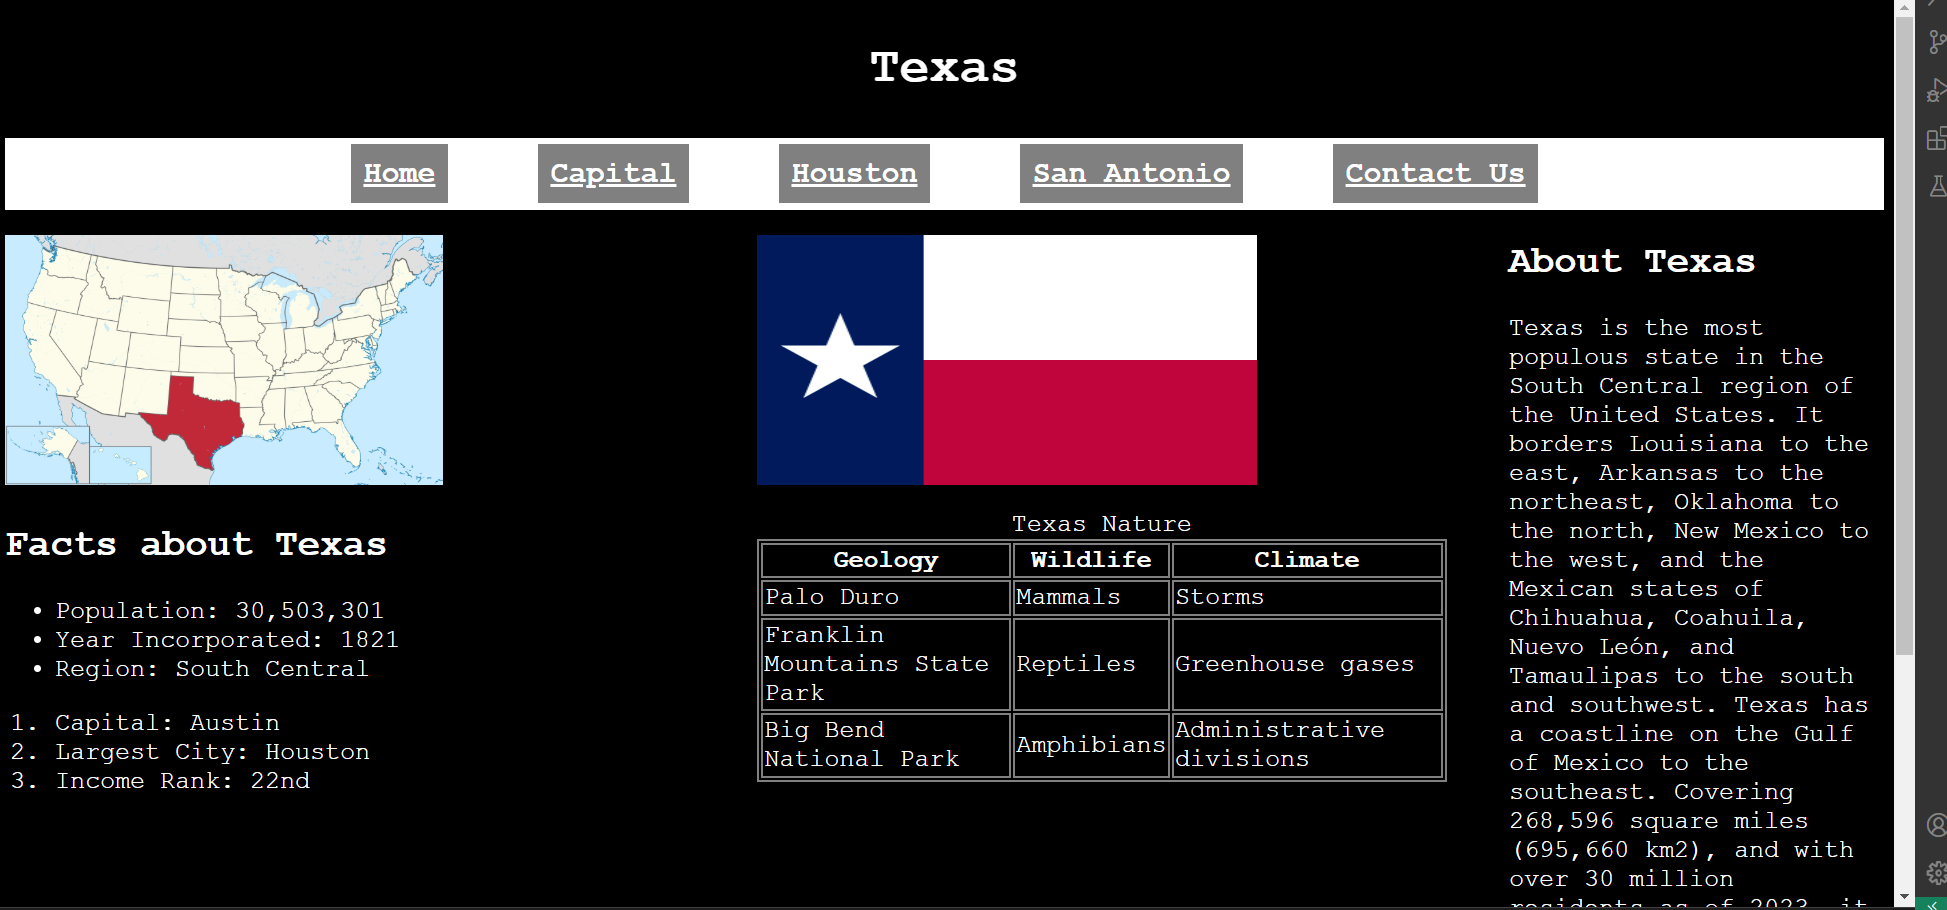 Texas
Home Capital Houston San Antonio Contact Us
Facts about Texas
• Population: 30,503,301
• Year Incorporated: 1821
• Region: South Central
1. Capital: Austin
2. Largest City: Houston
3. Income Rank: 22nd
Texas Nature
Geology Wildlife Climate
Palo Duro Mammals Storms
Franklin
Mountains State
Park
Reptiles
Greenhouse gases
Big Bend
National Park
Amphibians
Administrative
divisions
About Texas
Texas is the most
populous state in the
South Central region of
the United States. It
borders Louisiana to the
east, Arkansas to the
northeast, Oklahoma to
the north, New Mexico to
the west, and the
Mexican states of
Chihuahua, Coahuila,
Nuevo León, and
Tamaulipas to the south
and southwest. Texas has
a coastline on the Gulf
of Mexico to the
southeast. Covering
268,596 square miles
(695,660 km2), and with
over 30 million
residents as of 2023, it